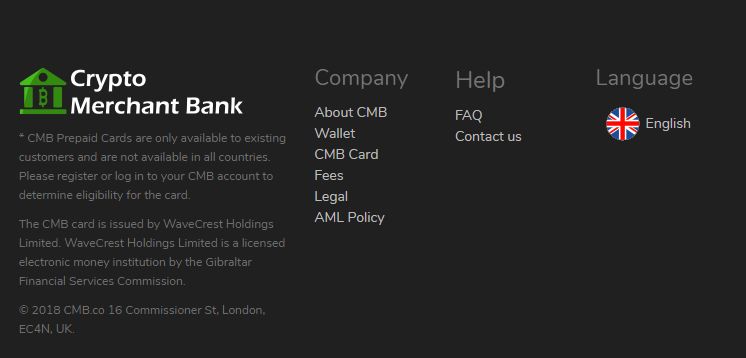 Crypto
Merchant Bank
* CMB Prepaid Cards are only available to existing
customers and are not available in all countries.
Please register or log in to your CMB account to
determine eligibility for the card.
The CMB card is issued by WaveCrest Holdings
Limited. WaveCrest Holdings Limited is a licensed
electronic money institution by the Gibraltar
Financial Services Commission.
© 2018 CMB.co 16 Commissioner St, London,
EC4N, UK.
Company
About CMB
Wallet
CMB Card
Fees
Legal
AML Policy
Help
FAQ
Contact us
Language
English